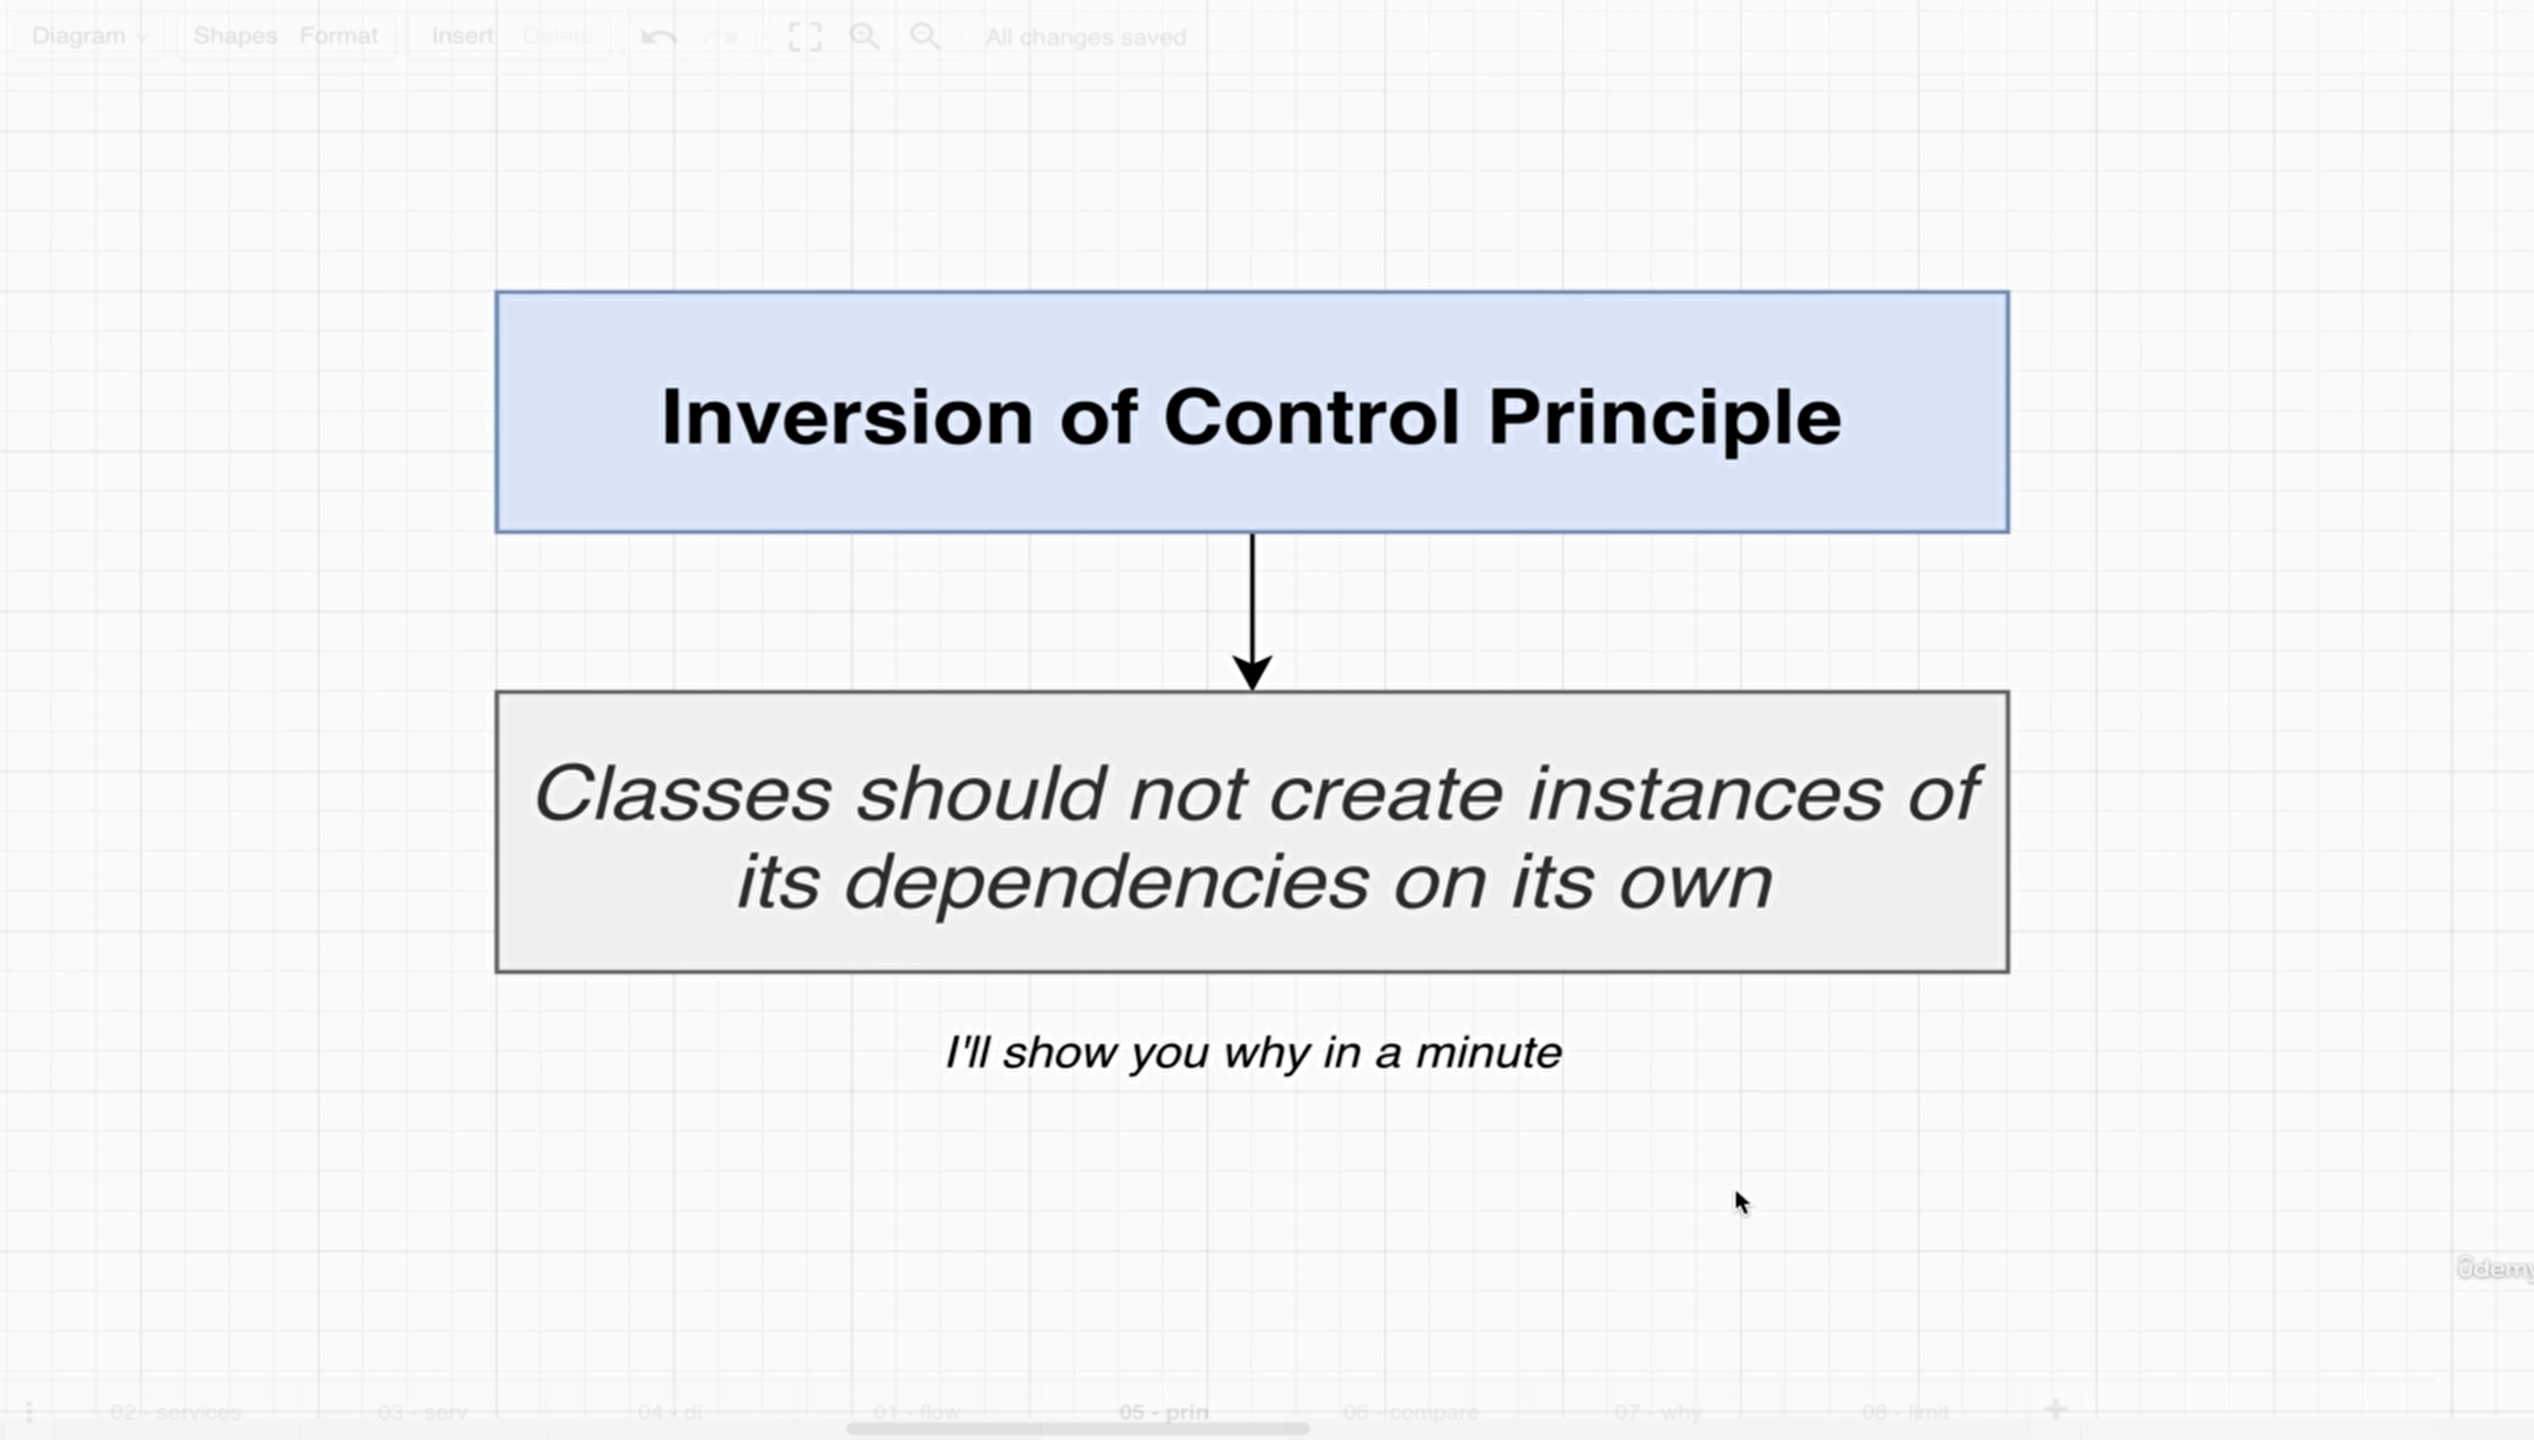 Diagram Shapes Format Insert Delete All changes saved
Inversion of Control Principle
Classes should not create instances of
its dependencies on its own
I'll show you why in a minute
ûdemy
02 - services 03 - serv 04 - di 01 - flow 05 - prin 06 - compare 07 - why 08 - limit